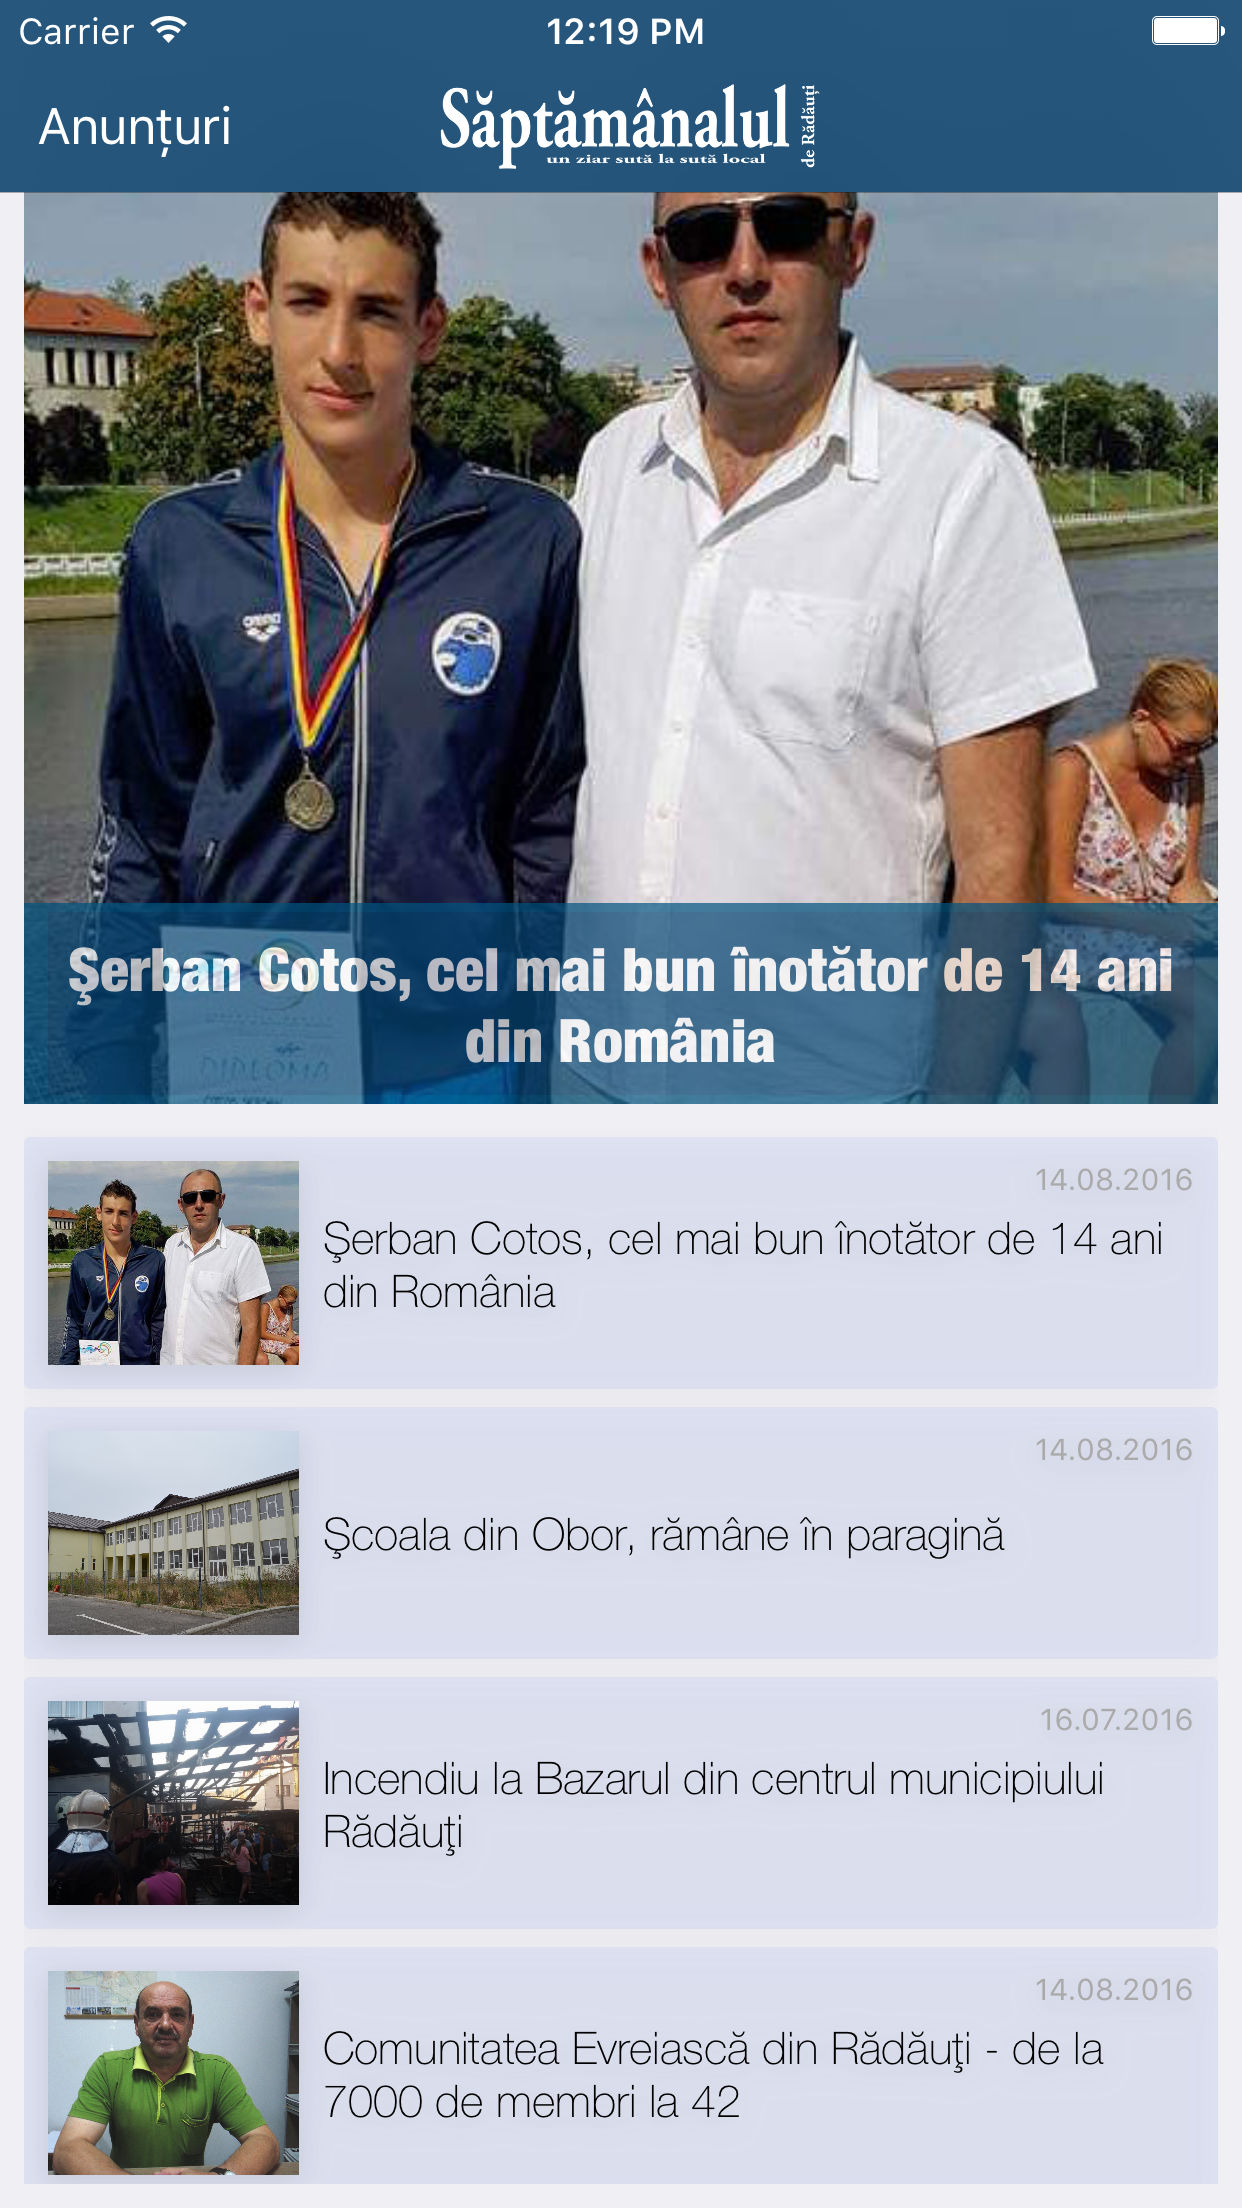 Carrier 12:19 PM
Anunțuri
Săptămânalul
de Rădăuți
un ziar sută la sută local
arena
Şerban Cotos, cel mai bun înotător de 14 ani
din România
DIPLOMA
14.08.2016
Şerban Cotos, cel mai bun înotător de 14 ani
din România
14.08.2016
Şcoala din Obor, rămâne în paragină
16.07.2016
Incendiu la Bazarul din centrul municipiului
Rădăuţi
14.08.2016
Comunitatea Evreiască din Rădăuţi - de la
7000 de membri la 42